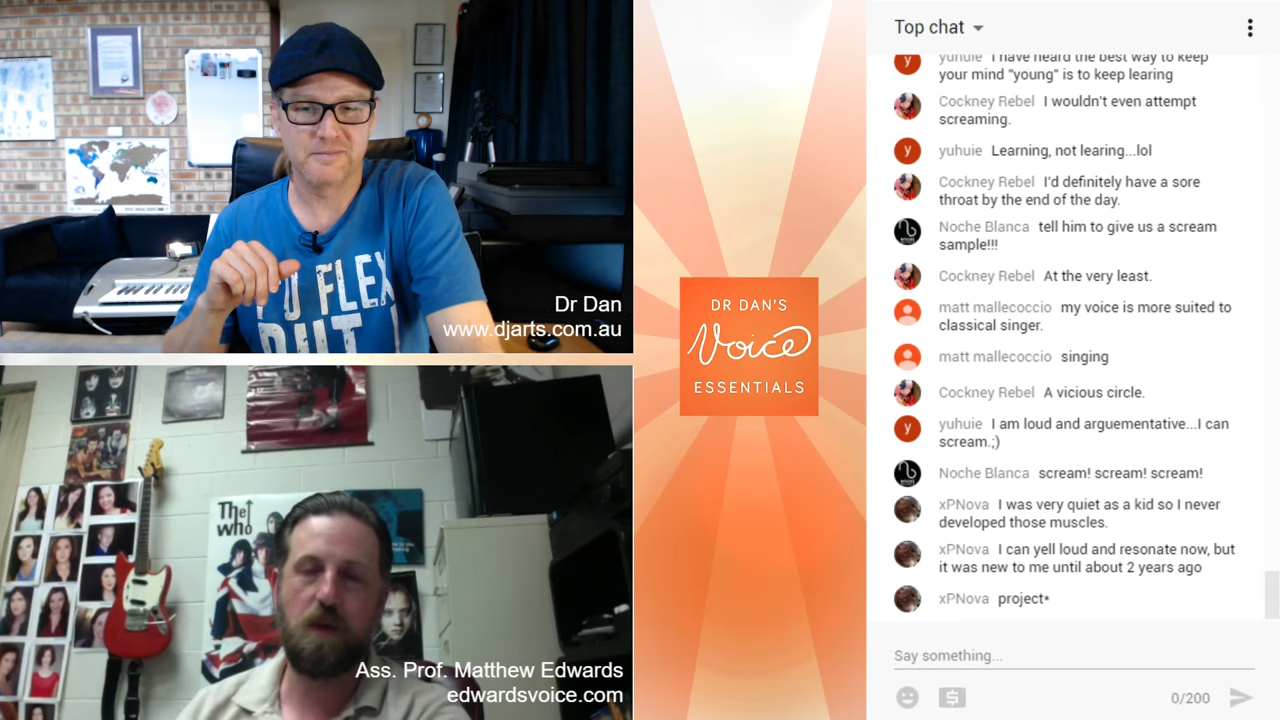 O FLEX
BUT I
Dr Dan
www.djarts.com.au
The
who
Ass. Prof. Matthew Edwards
edwardsvoice.com
DR DAN'S
Voice
ESSENTIALS
Top chat
yuhuie I have heard the best way to keep
your mind "young" is to keep learing
Cockney Rebel I wouldn't even attempt
screaming.
y
yuhuie Learning, not learing...lol
Cockney Rebel I'd definitely have a sore
throat by the end of the day.
Noche Blanca tell him to give us a scream
sample!!!
Cockney Rebel At the very least.
matt mallecoccio my voice is more suited to
classical singer.
matt mallecoccio singing
Cockney Rebel A vicious circle.
y
yuhuie I am loud and arguementative...I can
scream.;)
Noche Blanca scream! scream! scream!
xPNova I was very quiet as a kid so I never
developed those muscles.
xPNova I can yell loud and resonate now, but
it was new to me until about 2 years ago
xPNova project*
Say something...
0/200